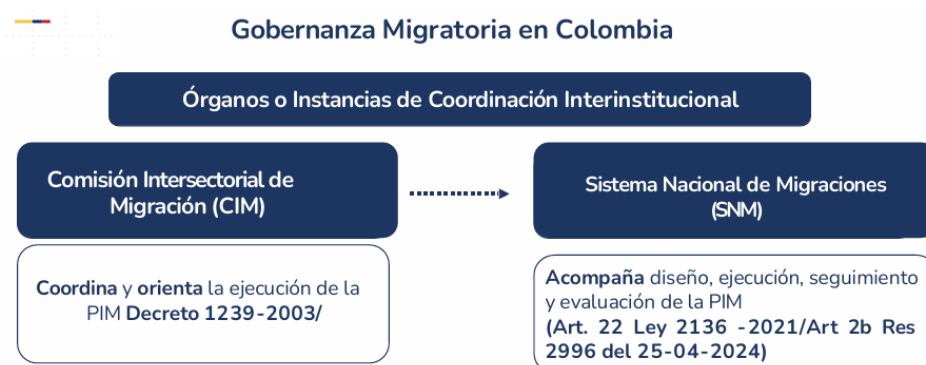 Gobernanza Migratoria en Colombia
Órganos o Instancias de Coordinación Interinstitucional
Comisión Intersectorial de
Migración (CIM)
Sistema Nacional de Migraciones
(SNM)
Coordina y orienta la ejecución de la
PIM Decreto 1239-2003/
Acompaña diseño, ejecución, seguimiento
y evaluación de la PIM
(Art. 22 Ley 2136 -2021/Art 2b Res
2996 del 25-04-2024)